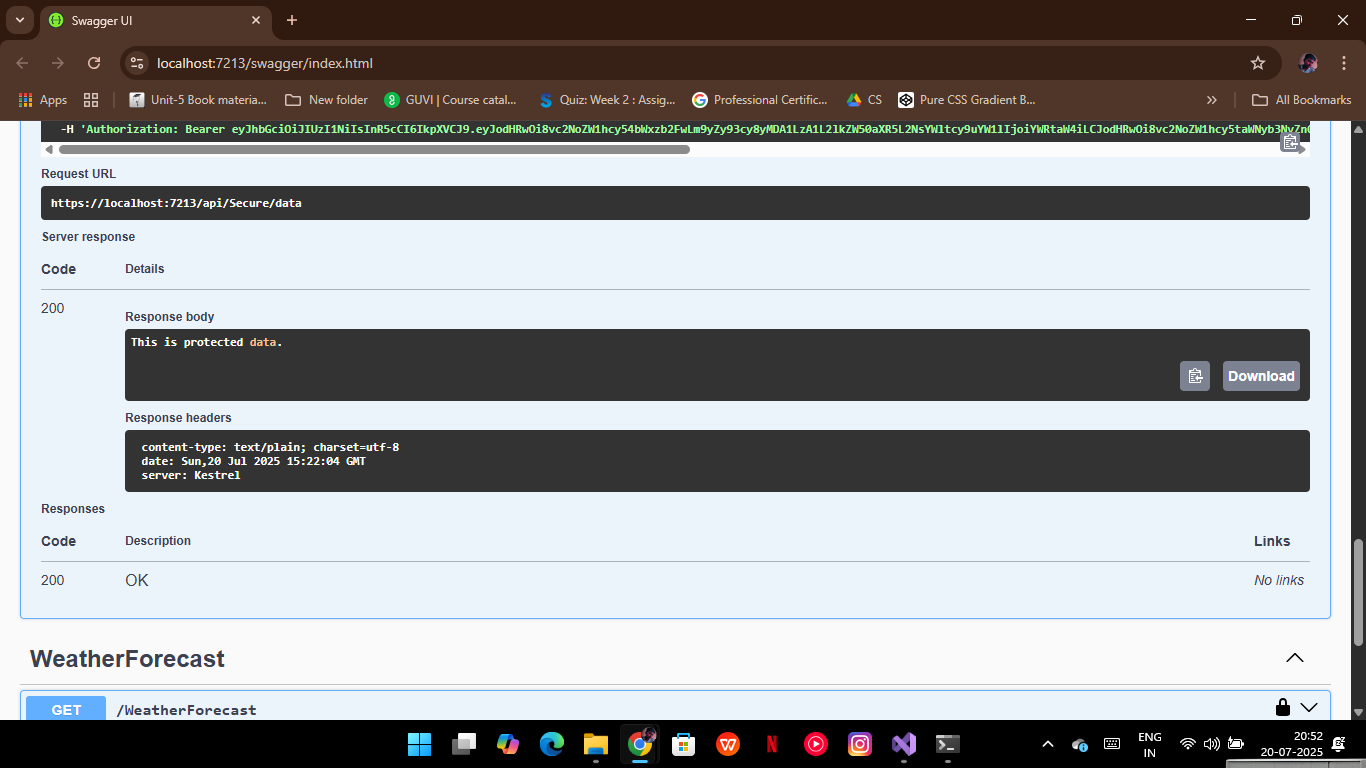 Swagger UI
localhost:7213/swagger/index.html
Apps
Unit-5 Book materia...
New folder
GUVI | Course catal...
Quiz: Week 2 : Assig...
Professional Certific...
CS
Pure CSS Gradient B...
All Bookmarks
-H 'Authorization: Bearer
Request URL
https://localhost:7213/api/Secure/data
Server response
Code Details
200
Response body
This is protected data.
Download
Response headers
content-type: text/plain; charset=utf-8
date: Sun,20 Jul 2025 15:22:04 GMT
server: Kestrel
Responses
Code Description Links
200 OK No links
WeatherForecast
GET /WeatherForecast
ENG
IN
20:52
20-07-2025